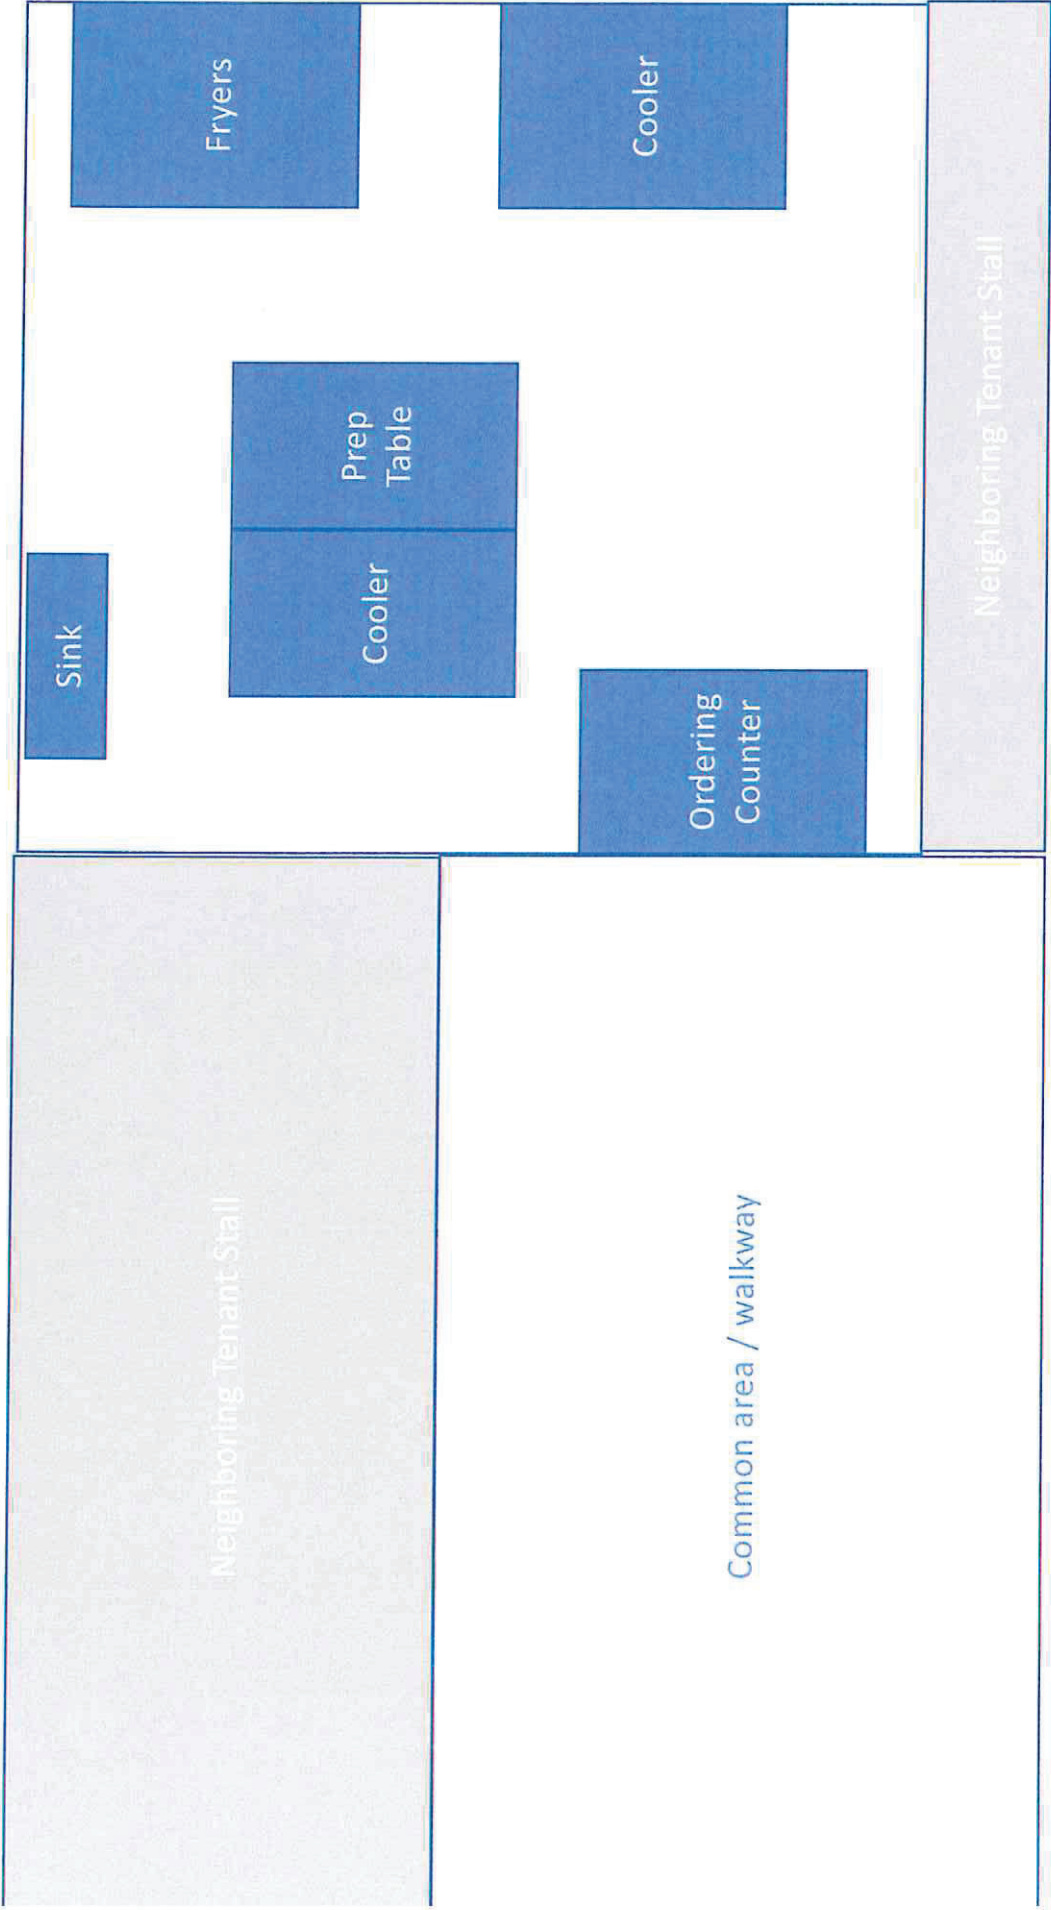 Sink
Neighboring Tenant Stall
Fryers
Cooler
Prep
Table
Common area / walkway
Ordering
Counter
Cooler
Neighboring Tenant Stall